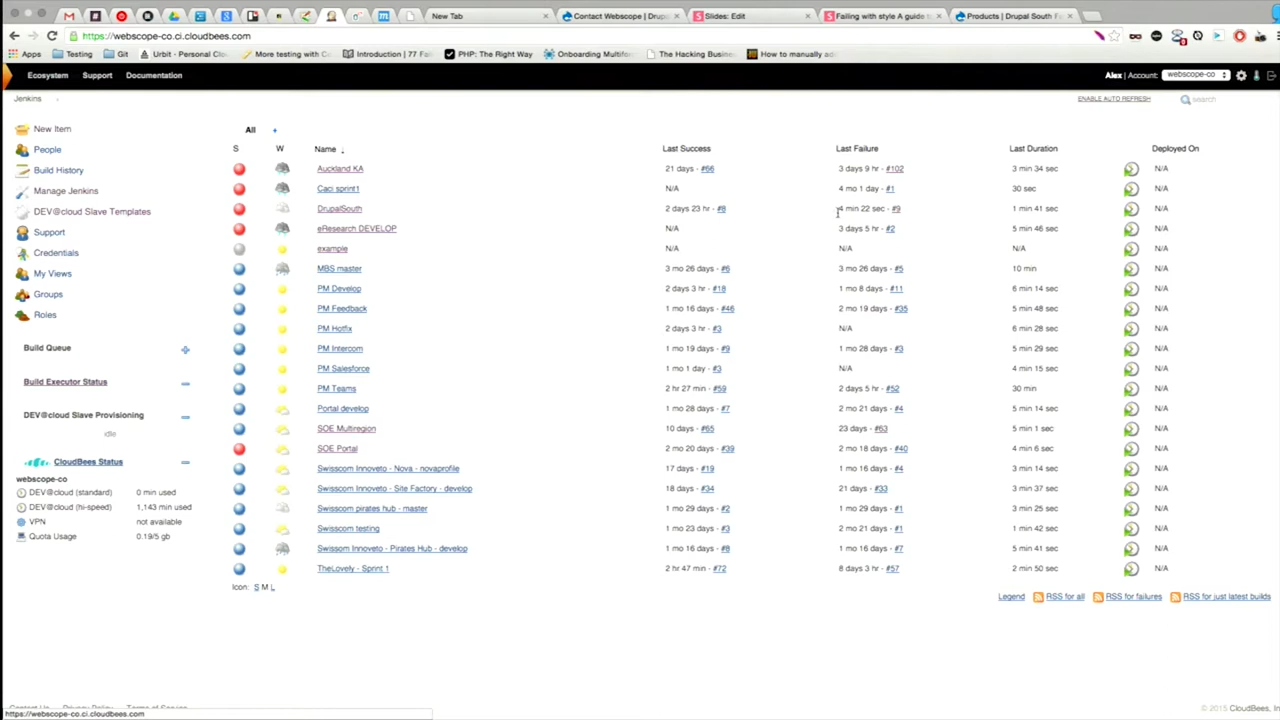 New Tab
Contact Webscope | Drup
Slides: Edit
Failing with style A guide t
Products | Drupal South F
https://webscope-co.ci.cloudbees.com
Apps Testing Git Urbit - Personal Clo More testing with C Introduction | 77 Fa PHP: The Right Way Onboarding Multifor The Hacking Busine How to manually ad
Ecosystem Support Documentation
Alex | Account: webscope-co
Jenkins
ENABLE AUTO REFRESH search
New Item
People
Build History
Manage Jenkins
DEV@cloud Slave Templates
Support
Credentials
My Views
Groups
Roles
Build Queue
Build Executor Status
DEV@cloud Slave Provisioning
idle
CloudBees Status
webscope-co
DEV@cloud (standard) 0 min used
DEV@cloud (hi-speed) 1,143 min used
VPN not available
Quota Usage 0.19/5 gb
All +
S W Name ↓ Last Success Last Failure Last Duration Deployed On
Auckland KA 21 days - #66 3 days 9 hr - #102 3 min 34 sec N/A
Caci sprint1 N/A 4 mo 1 day - #1 30 sec N/A
DrupalSouth 2 days 23 hr - #8 4 min 22 sec - #9 1 min 41 sec N/A
eResearch DEVELOP N/A 3 days 5 hr - #2 5 min 46 sec N/A
example N/A N/A N/A N/A
MBS master 3 mo 26 days - #6 3 mo 26 days - #5 10 min N/A
PM Develop 2 days 3 hr - #18 1 mo 8 days - #11 6 min 14 sec N/A
PM Feedback 1 mo 16 days - #46 2 mo 19 days - #35 5 min 48 sec N/A
PM Hotfix 2 days 3 hr - #3 N/A 6 min 28 sec N/A
PM Intercom 1 mo 19 days - #9 1 mo 28 days - #3 5 min 29 sec N/A
PM Salesforce 1 mo 1 day - #3 N/A 4 min 15 sec N/A
PM Teams 2 hr 27 min - #59 2 days 5 hr - #52 30 min N/A
Portal develop 1 mo 28 days - #7 2 mo 21 days - #4 5 min 14 sec N/A
SOE Multiregion 10 days - #65 23 days - #63 5 min 1 sec N/A
SOE Portal 2 mo 20 days - #39 2 mo 18 days - #40 4 min 6 sec N/A
Swisscom Innoveto - Nova - novaprofile 17 days - #19 1 mo 16 days - #4 3 min 14 sec N/A
Swisscom Innoveto - Site Factory - develop 18 days - #34 21 days - #33 3 min 37 sec N/A
Swisscom pirates hub - master 1 mo 29 days - #2 1 mo 29 days - #1 3 min 25 sec N/A
Swisscom testing 1 mo 23 days - #3 2 mo 21 days - #1 1 min 42 sec N/A
Swissom Innoveto - Pirates Hub - develop 1 mo 16 days - #8 1 mo 16 days - #7 5 min 41 sec N/A
TheLovely - Sprint 1 2 hr 47 min - #72 8 days 3 hr - #57 2 min 50 sec N/A
Icon: S M L
Legend RSS for all RSS for failures RSS for just latest builds
Contact Us Privacy Policy Terms of Service
© 2015 CloudBees, In
https://webscope-co.ci.cloudbees.com